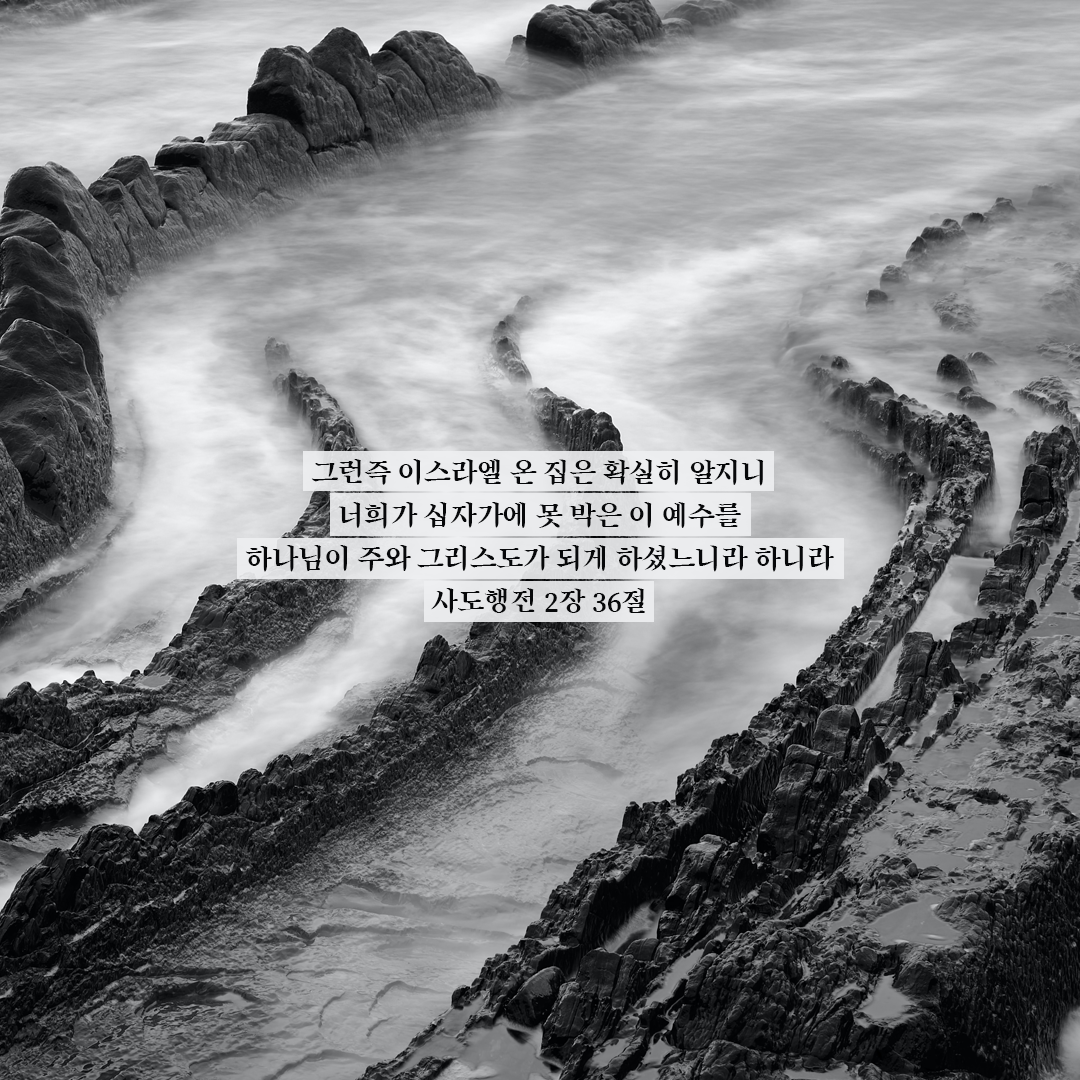 그런즉 이스라엘 온 집은 확실히 알지니
너희가 십자가에 못 박은 이 예수를
하나님이 주와 그리스도가 되게 하셨느니라 하니라
사도행전 2장 36절